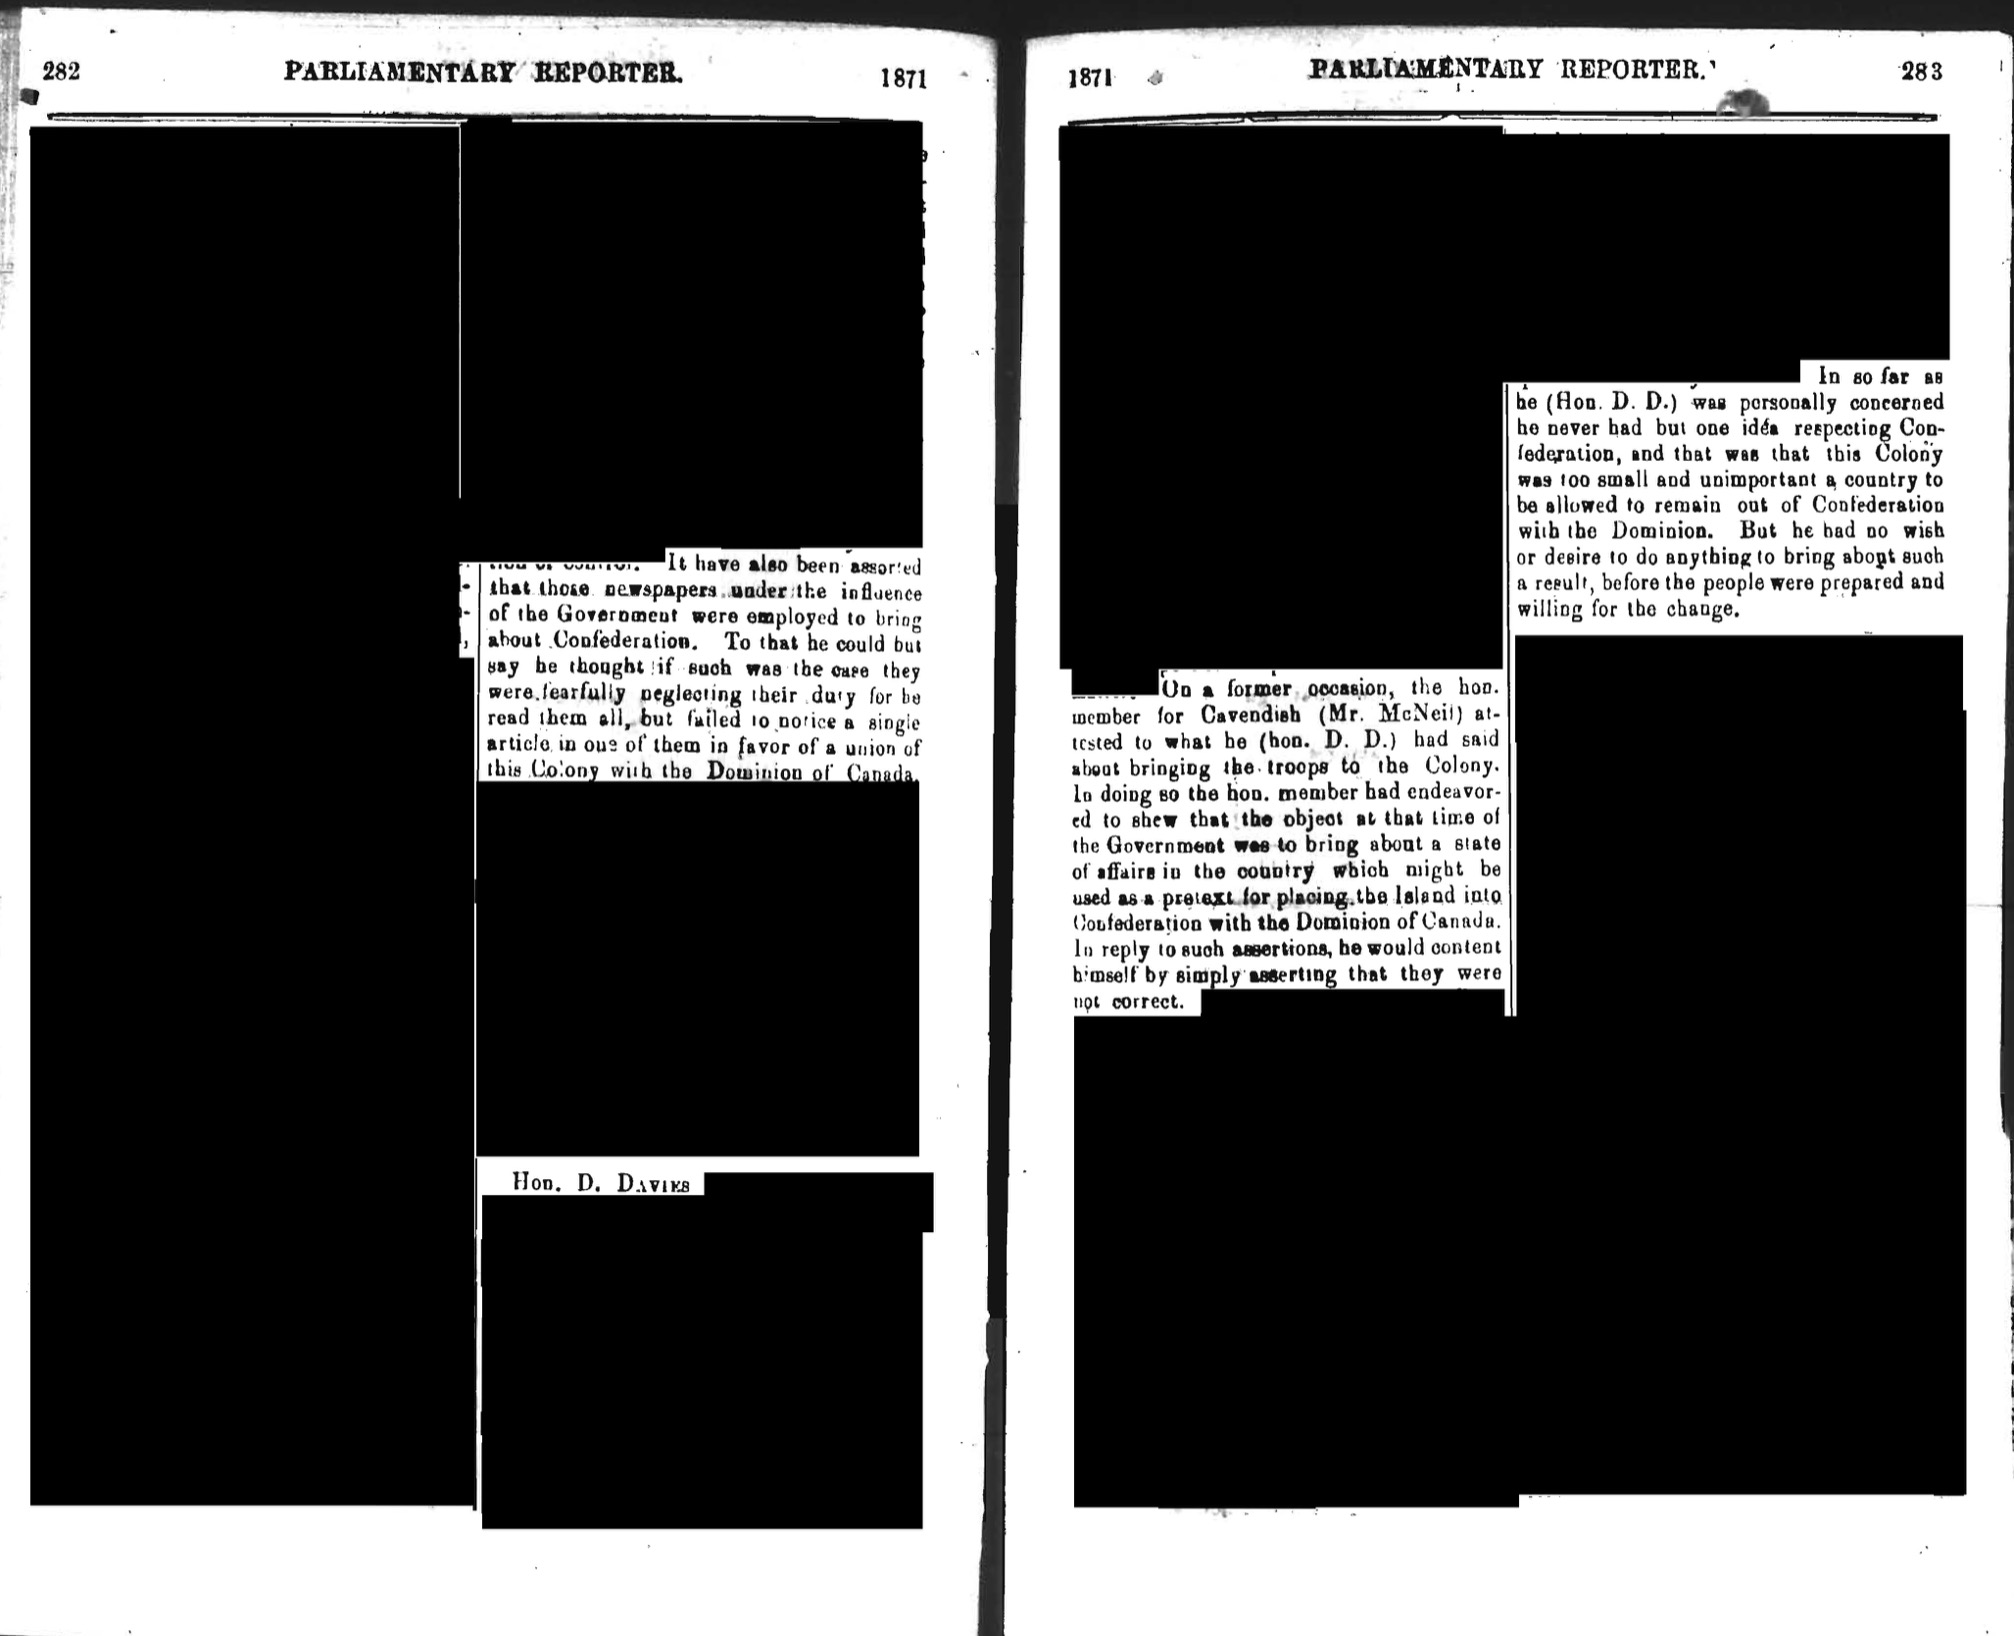 282
PARLIAMENTARY REPORTER.
1871
It have also been asserted
that those newspapers under the influence
of the Government were employed to bring
about Confederation. To that he could but
say he thought if such was the case they
were fearfully neglecting their duty for he
read them all, but failed to notice a single
article in one of them in favor of a union of
this Colony with the Dominion of Canada.
Hon. D. DAVIES
1871
PARLIAMENTARY REPORTER.
283
On a former occasion, the hon.
member for Cavendish (Mr. McNeil) at-
tested to what he (hon. D. D.) had said
about bringing the troops to the Colony.
In doing so the hon. member had endeavor-
ed to shew that the object at that time of
the Government was to bring about a state
of affairs in the country which might be
used as a pretext for placing the Island into
Confederation with the Dominion of Canada.
In reply to such assertions, he would content
himself by simply asserting that they were
not correct.
In so far as
he (Hon. D. D.) was personally concerned
he never had but one idea respecting Con-
federation, and that was that this Colony
was too small and unimportant a country to
be allowed to remain out of Confederation
with the Dominion. But he had no wish
or desire to do anything to bring about such
a result, before the people were prepared and
willing for the change.